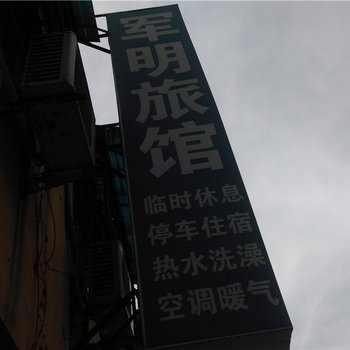 军明旅馆
临时休息
停车住宿
热水洗澡
空调暖气